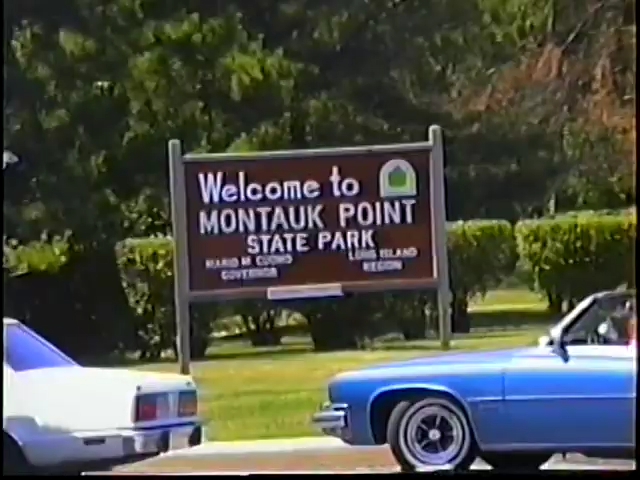 Welcome to
MONTAUK POINT
STATE PARK
MARIO M. CUOMO LONG ISLAND
GOVERNOR REGION